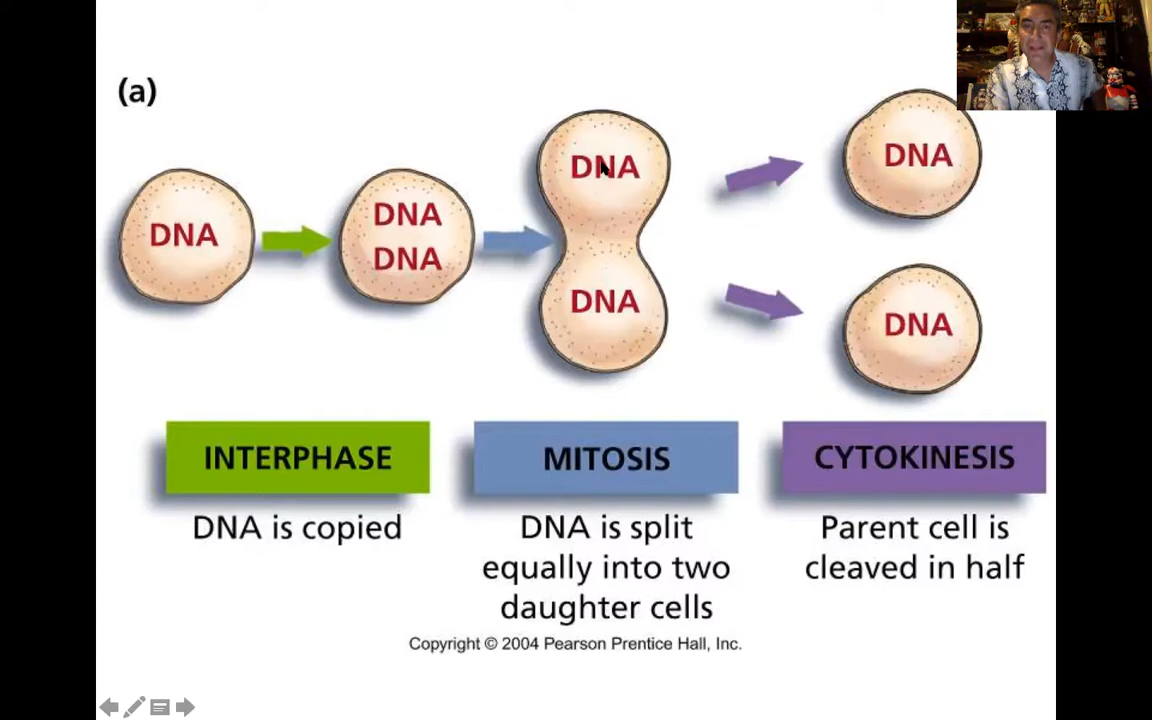 (a)
DNA
DNA
DNA
DNA
DNA
DNA
DNA
INTERPHASE
DNA is copied
MITOSIS
DNA is split
equally into two
daughter cells
CYTOKINESIS
Parent cell is
cleaved in half
Copyright © 2004 Pearson Prentice Hall, Inc.